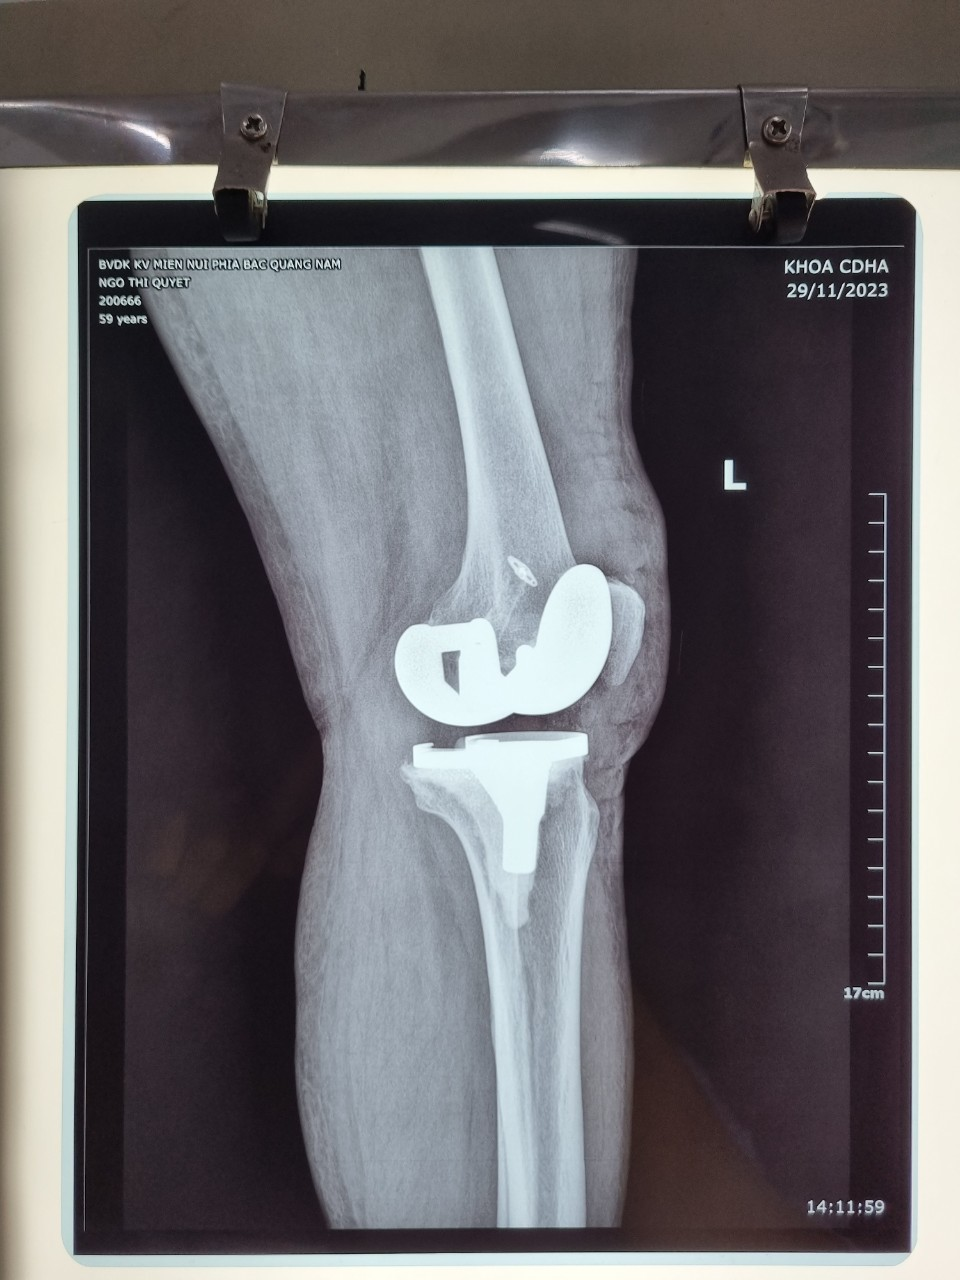 BVDK KV MIEN NUI PHIA BAC QUANG NAM
NGO THI QUYET
200666
59 years
KHOA CDHA
29/11/2023
L
17cm
14:11:59